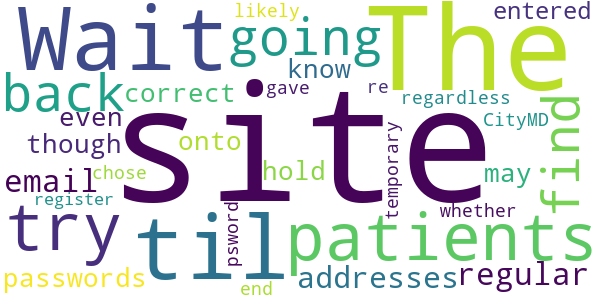 likely
entered
Wait
The
going
know
back
correct
gave
re
regardless
even
site
CityMD
though
onto
find
hold
temporary
may
email
chose
register
whether
try
til
psword
patients
passwords
addresses
regular
end